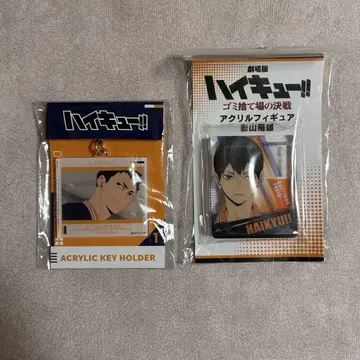 ハイキュー!!
1
ACRYLIC KEY HOLDER
劇場版
ハイキュー!!
ゴミ捨て場の決戦
アクリルフィギュア
影山飛雄
HAIKYU!!